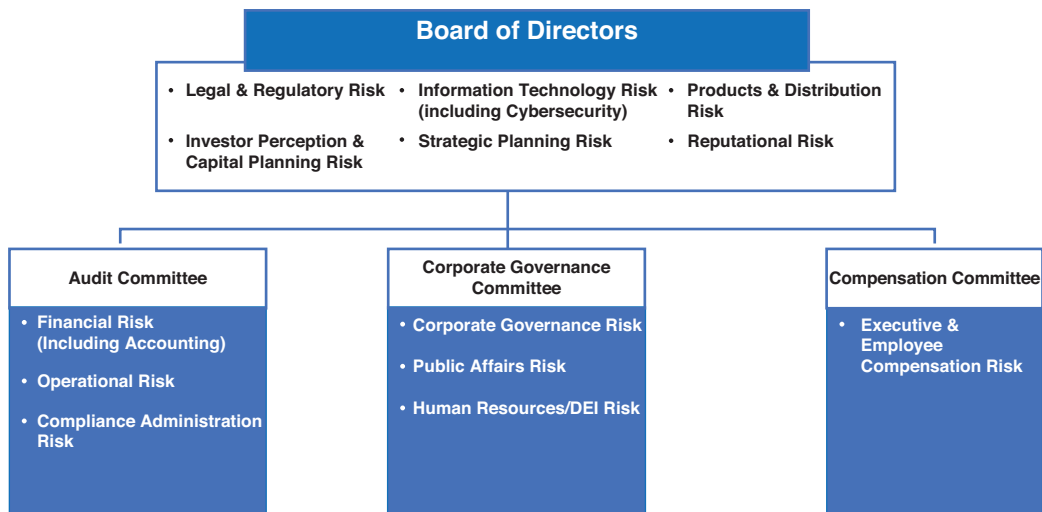 Board of Directors
• Legal & Regulatory Risk
• Information Technology Risk
(including Cybersecurity)
• Products & Distribution
Risk
• Investor Perception &
Capital Planning Risk
• Strategic Planning Risk
• Reputational Risk
Audit Committee
• Financial Risk
(Including Accounting)
• Operational Risk
• Compliance Administration
Risk
Corporate Governance
Committee
• Corporate Governance Risk
• Public Affairs Risk
• Human Resources/DEI Risk
Compensation Committee
• Executive &
Employee
Compensation Risk